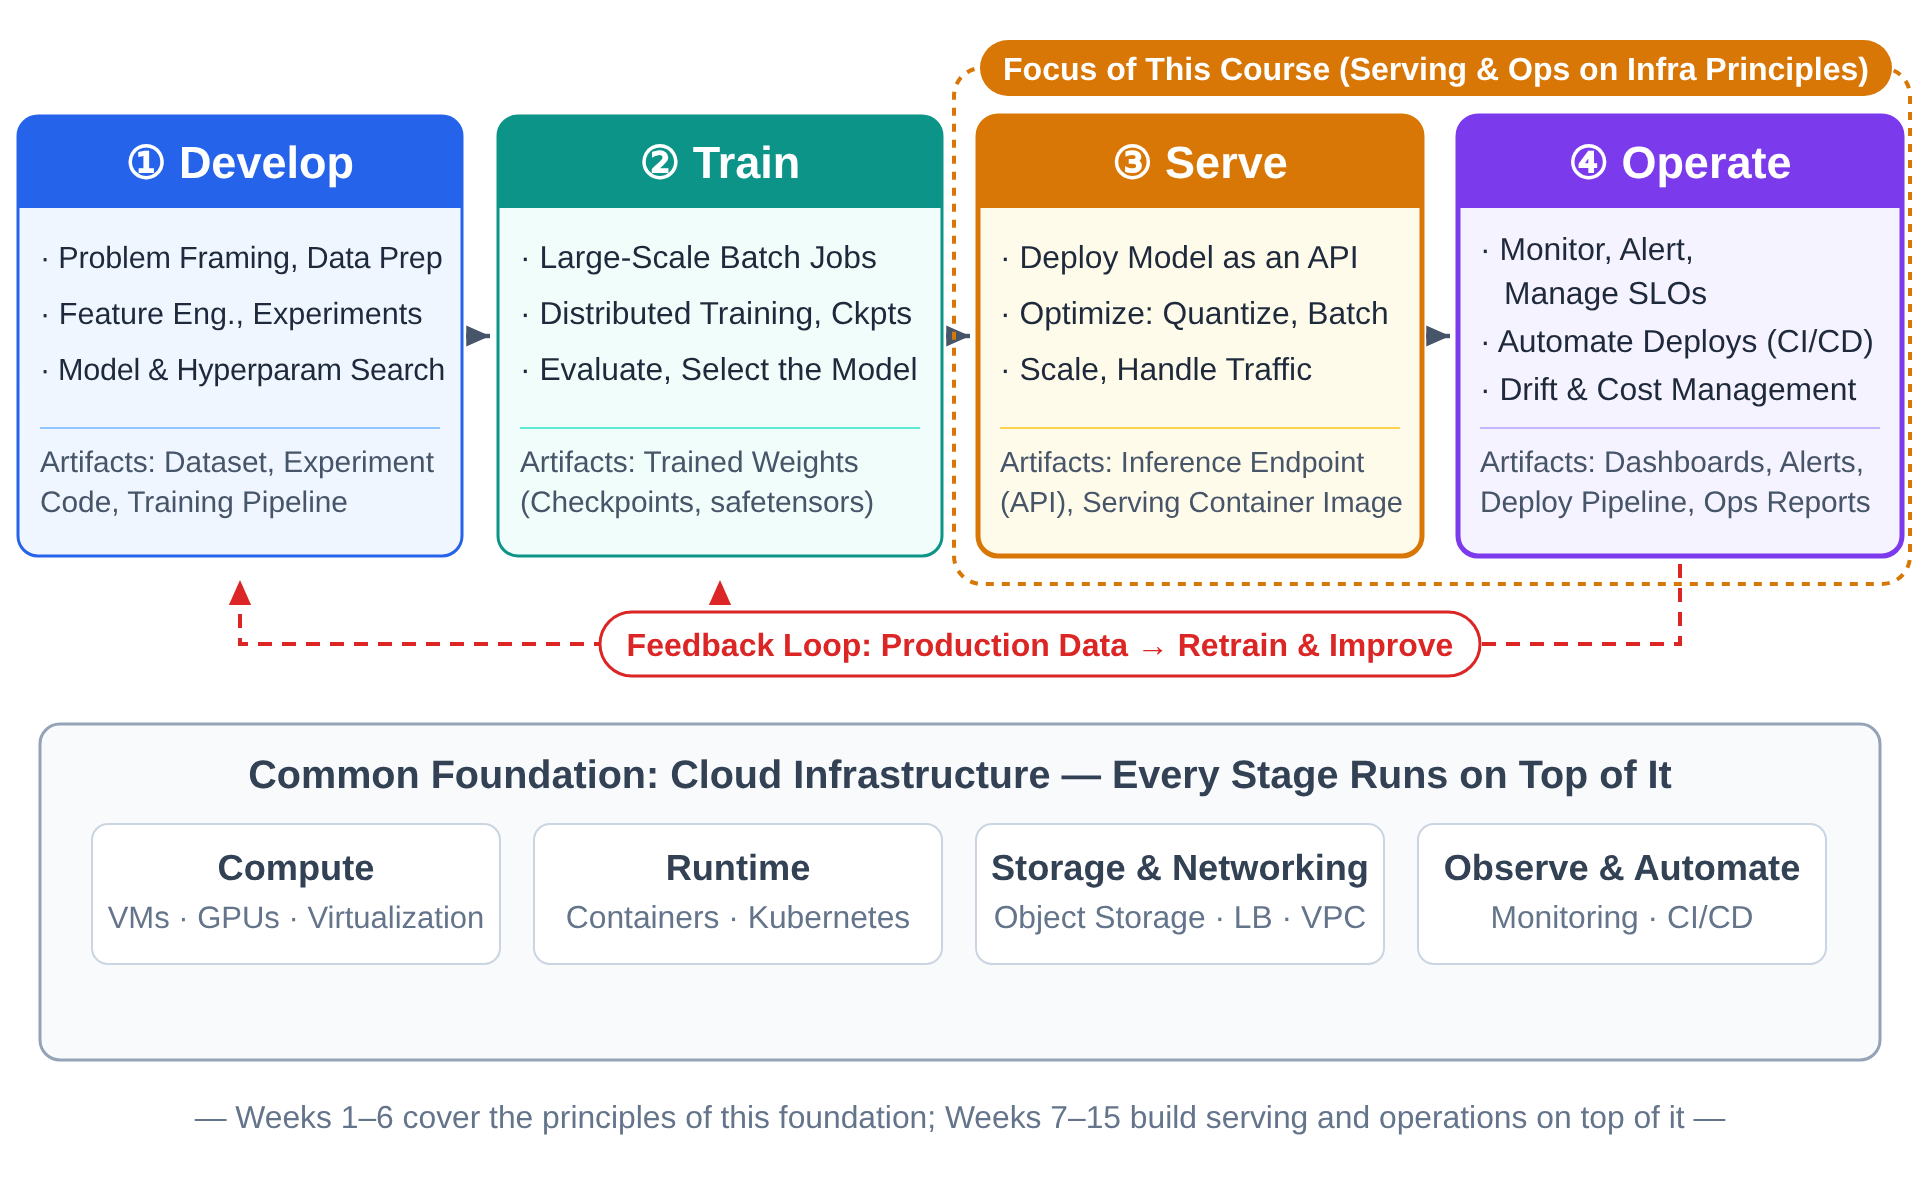 Focus of This Course (Serving & Ops on Infra Principles)
① Develop
· Problem Framing, Data Prep
· Feature Eng., Experiments
· Model & Hyperparam Search
Artifacts: Dataset, Experiment
Code, Training Pipeline
② Train
· Large-Scale Batch Jobs
· Distributed Training, Ckpts
· Evaluate, Select the Model
Artifacts: Trained Weights
(Checkpoints, safetensors)
③ Serve
· Deploy Model as an API
· Optimize: Quantize, Batch
· Scale, Handle Traffic
Artifacts: Inference Endpoint
(API), Serving Container Image
④ Operate
· Monitor, Alert,
Manage SLOs
· Automate Deploys (CI/CD)
· Drift & Cost Management
Artifacts: Dashboards, Alerts,
Deploy Pipeline, Ops Reports
Feedback Loop: Production Data → Retrain & Improve
Common Foundation: Cloud Infrastructure — Every Stage Runs on Top of It
Compute
VMs · GPUs · Virtualization
Runtime
Containers · Kubernetes
Storage & Networking
Object Storage · LB · VPC
Observe & Automate
Monitoring · CI/CD
— Weeks 1–6 cover the principles of this foundation; Weeks 7–15 build serving and operations on top of it —